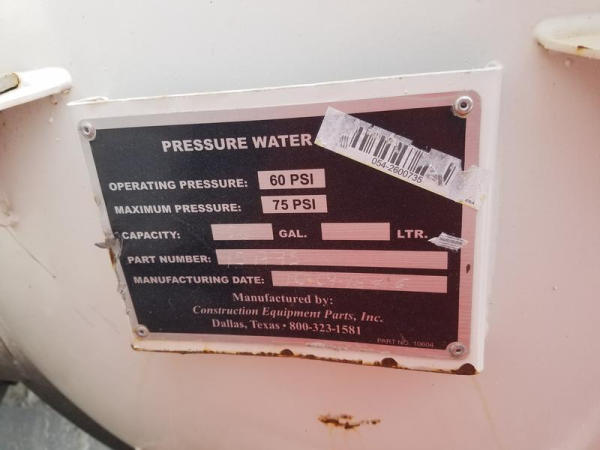 PRESSURE WATER
054-2600735
OPERATING PRESSURE: 60 PSI
MAXIMUM PRESSURE: 75 PSI
CAPACITY: GAL. LTR.
PART NUMBER:
MANUFACTURING DATE:
Manufactured by:
Construction Equipment Parts, Inc.
Dallas, Texas • 800-323-1581
PART NO. 10604